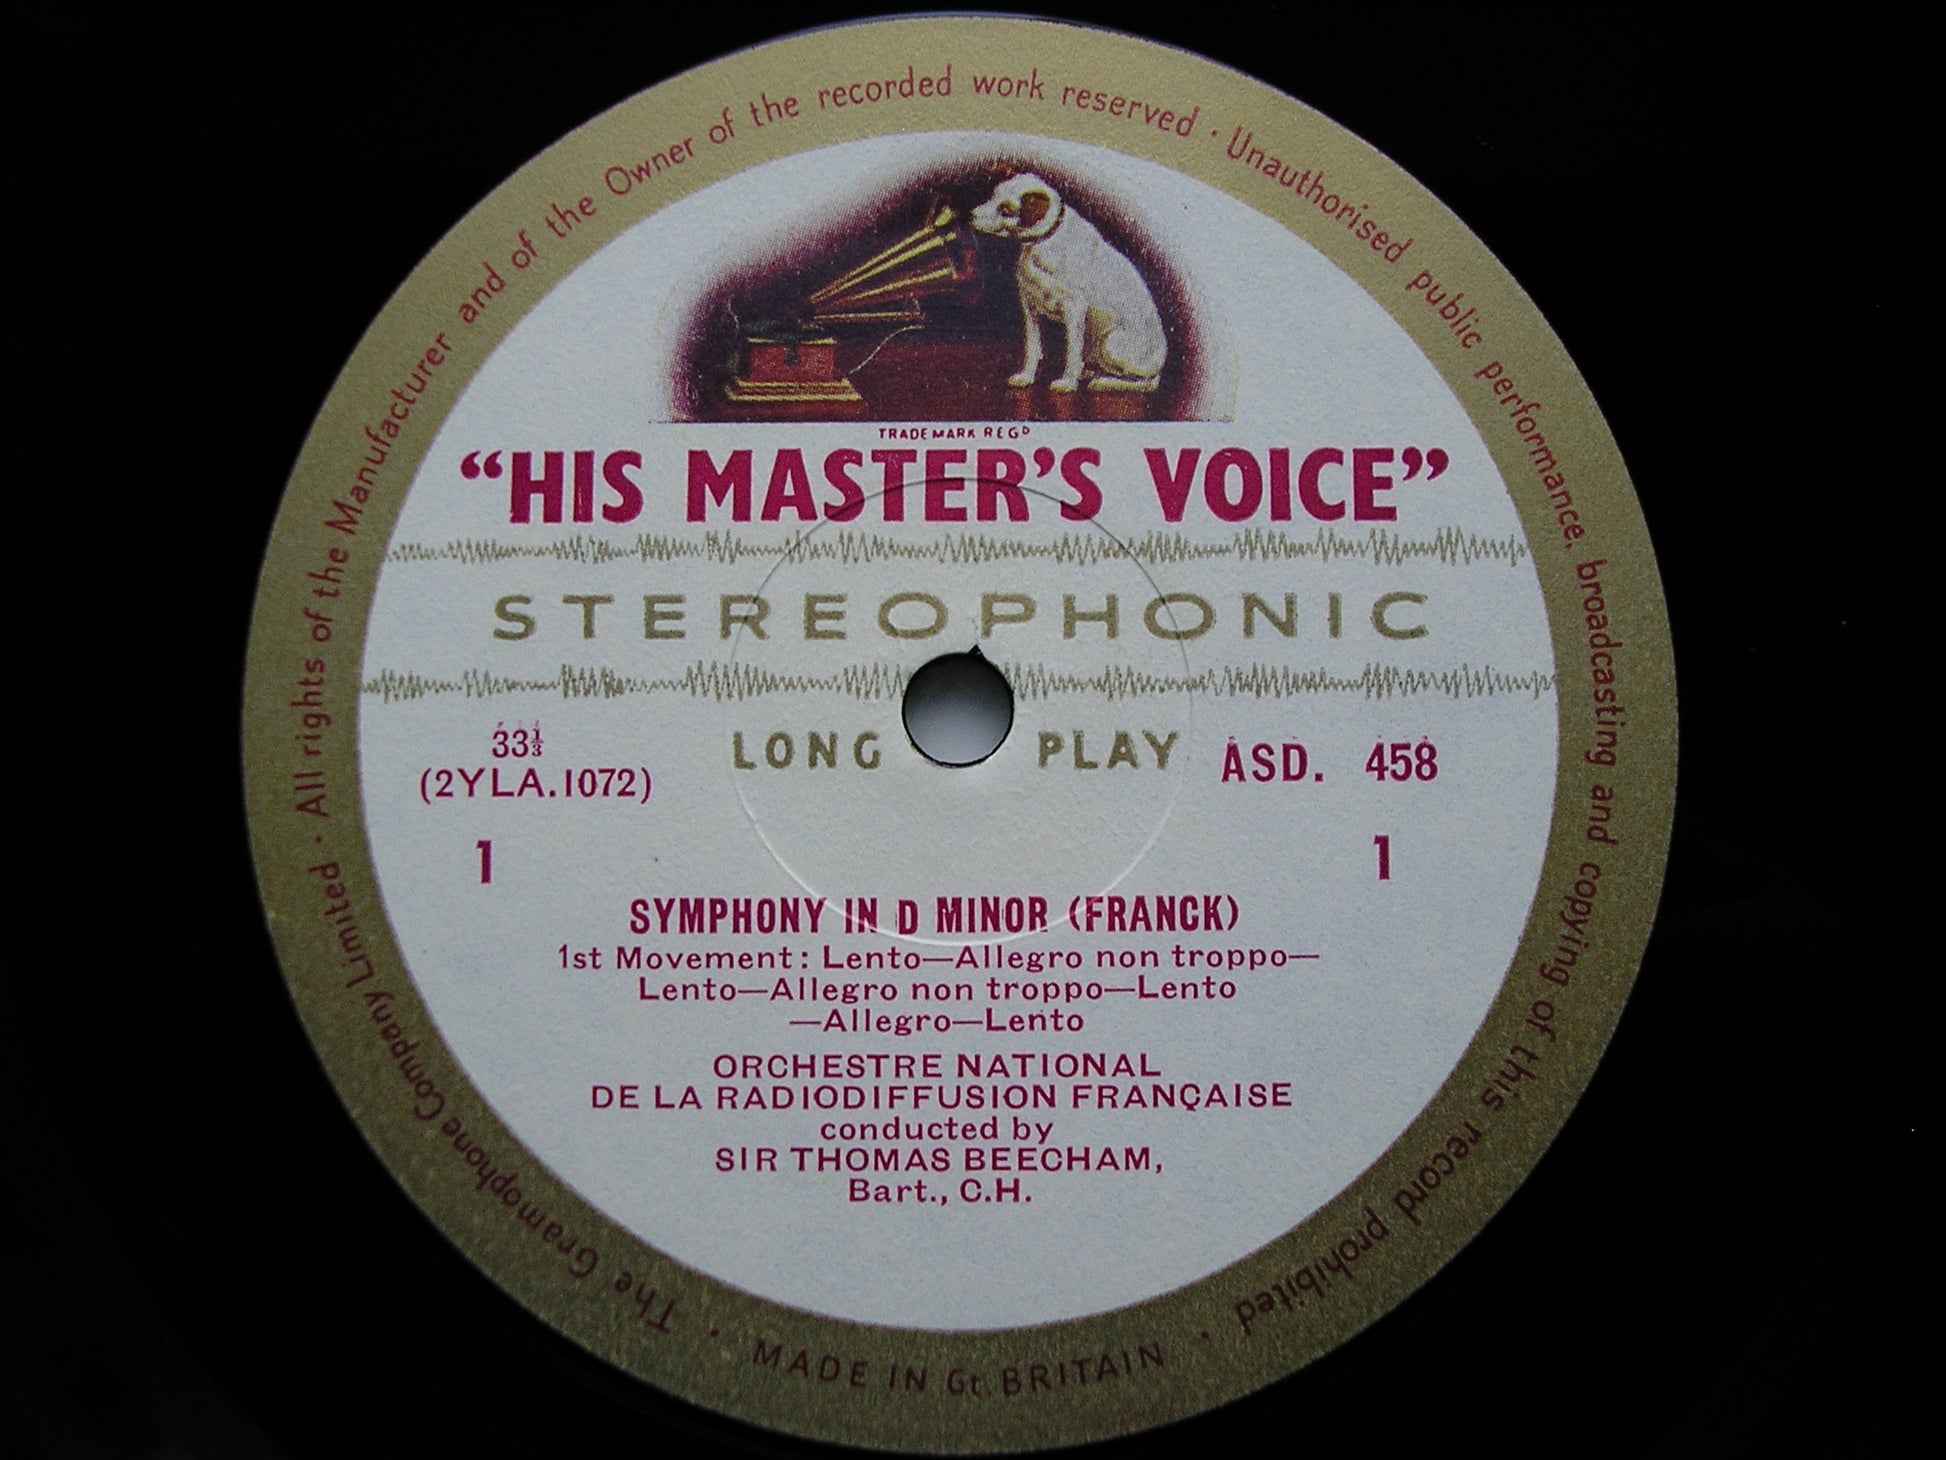 The Gramophone Company Limited · All rights of the Manufacturer and of the Owner of the recorded work reserved · Unauthorised public performance, broadcasting and copying of this record prohibited ·
TRADE MARK REGD
“HIS MASTER'S VOICE”
STEREOPHONIC
LONG PLAY
33⅓
(2YLA.1072)
ASD. 458
1 1
SYMPHONY IN D MINOR (FRANCK)
1st Movement: Lento—Allegro non troppo—
Lento—Allegro non troppo—Lento
—Allegro—Lento
ORCHESTRE NATIONAL
DE LA RADIODIFFUSION FRANÇAISE
conducted by
SIR THOMAS BEECHAM,
Bart., C.H.
MADE IN Gt. BRITAIN ·